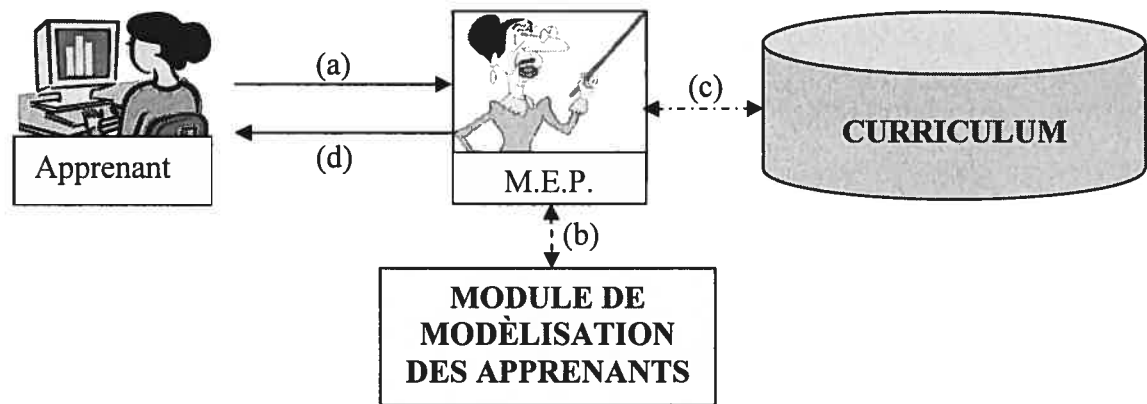 (a)
(c)
CURRICULUM
(d)
Apprenant
M.E.P.
(b)
MODULE DE
MODÈLISATION
DES APPRENANTS